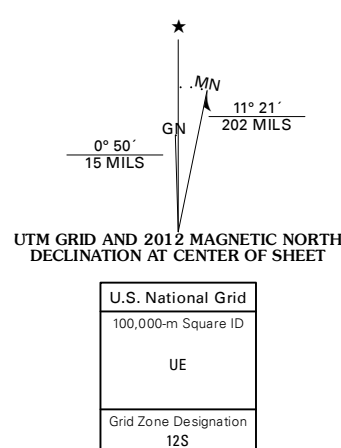 ★
MN
GN
11° 21´
202 MILS
0° 50´
15 MILS
UTM GRID AND 2012 MAGNETIC NORTH
DECLINATION AT CENTER OF SHEET
U.S. National Grid
100,000-m Square ID
UE
Grid Zone Designation
12S